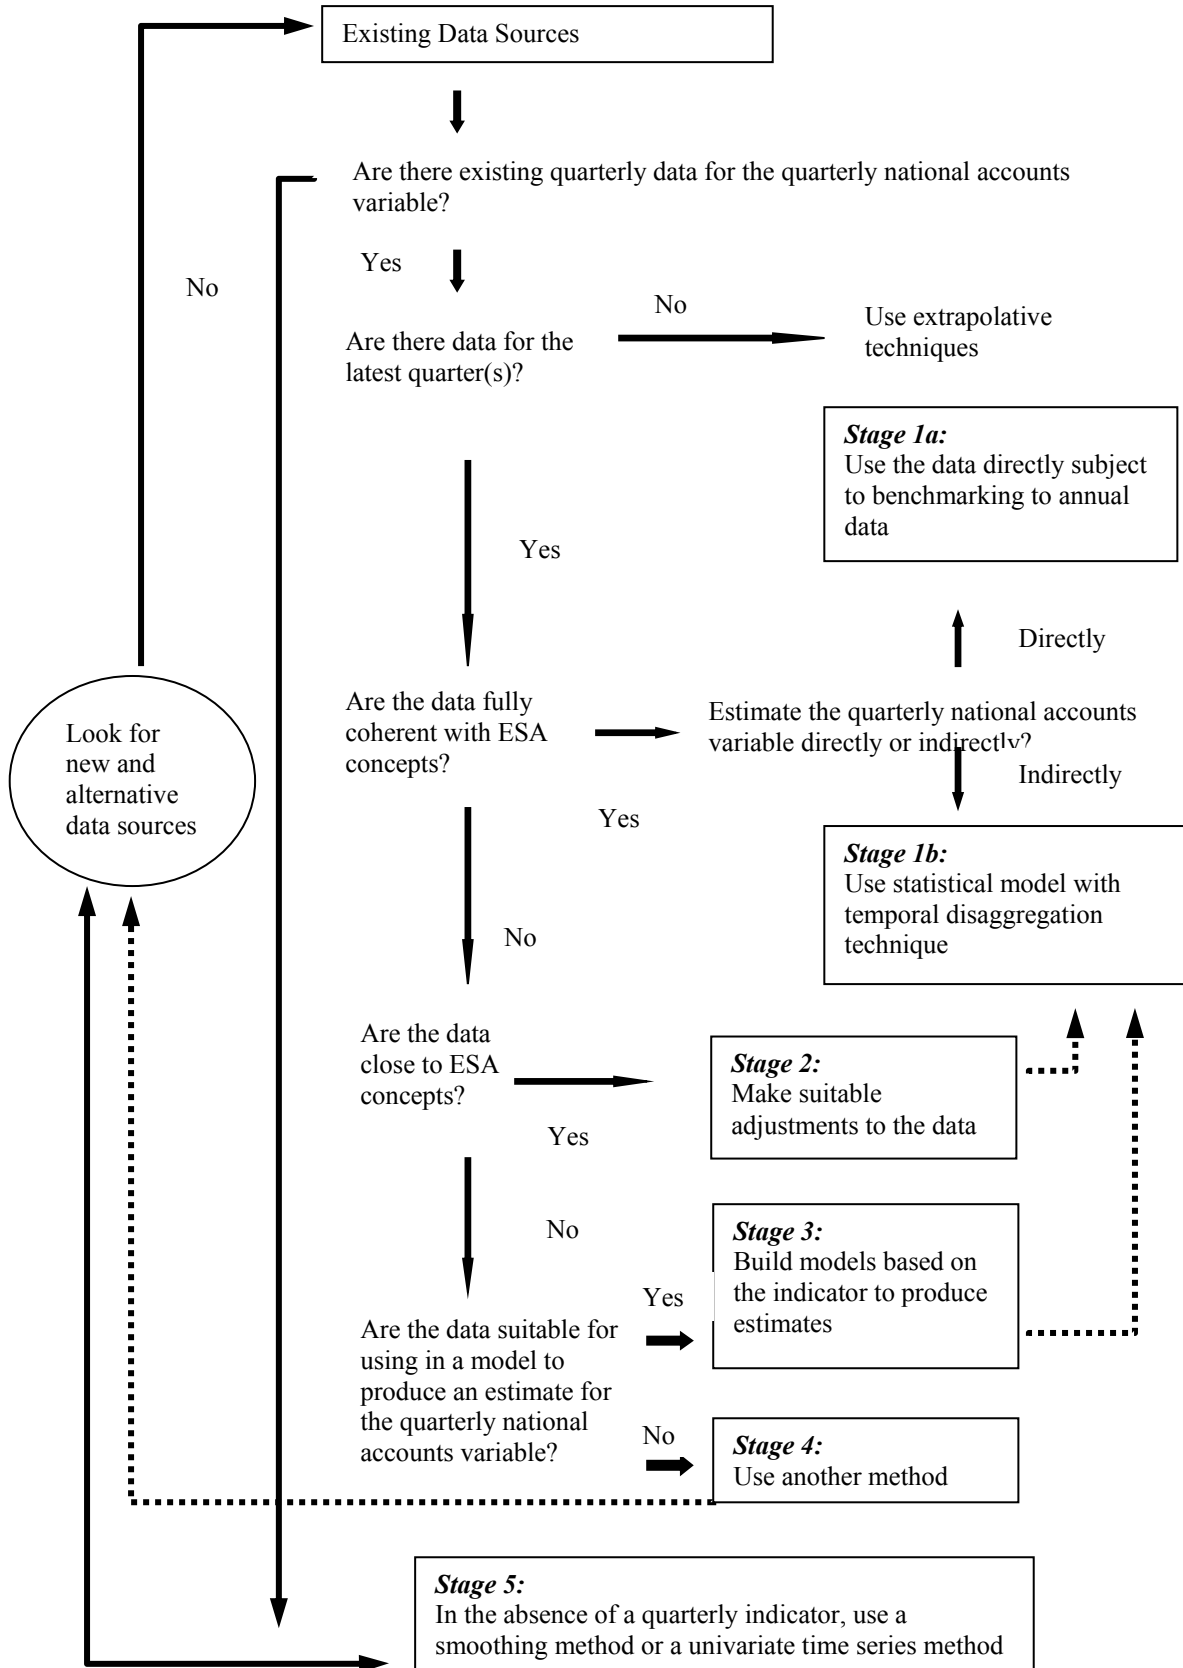 Existing Data Sources
Are there existing quarterly data for the quarterly national accounts
variable?
Yes
No
No
Are there data for the
latest quarter(s)?
Use extrapolative
techniques
Stage 1a:
Use the data directly subject
to benchmarking to annual
data
Yes
Directly
Are the data fully
coherent with ESA
concepts?
Estimate the quarterly national accounts
variable directly or indirectly?
Indirectly
Look for
new and
alternative
data sources
Yes
Stage 1b:
Use statistical model with
temporal disaggregation
technique
No
Are the data
close to ESA
concepts?
Stage 2:
Make suitable
adjustments to the data
Yes
No
Stage 3:
Build models based on
the indicator to produce
estimates
Yes
Are the data suitable for
using in a model to
produce an estimate for
the quarterly national
accounts variable?
No
Stage 4:
Use another method
Stage 5:
In the absence of a quarterly indicator, use a
smoothing method or a univariate time series method